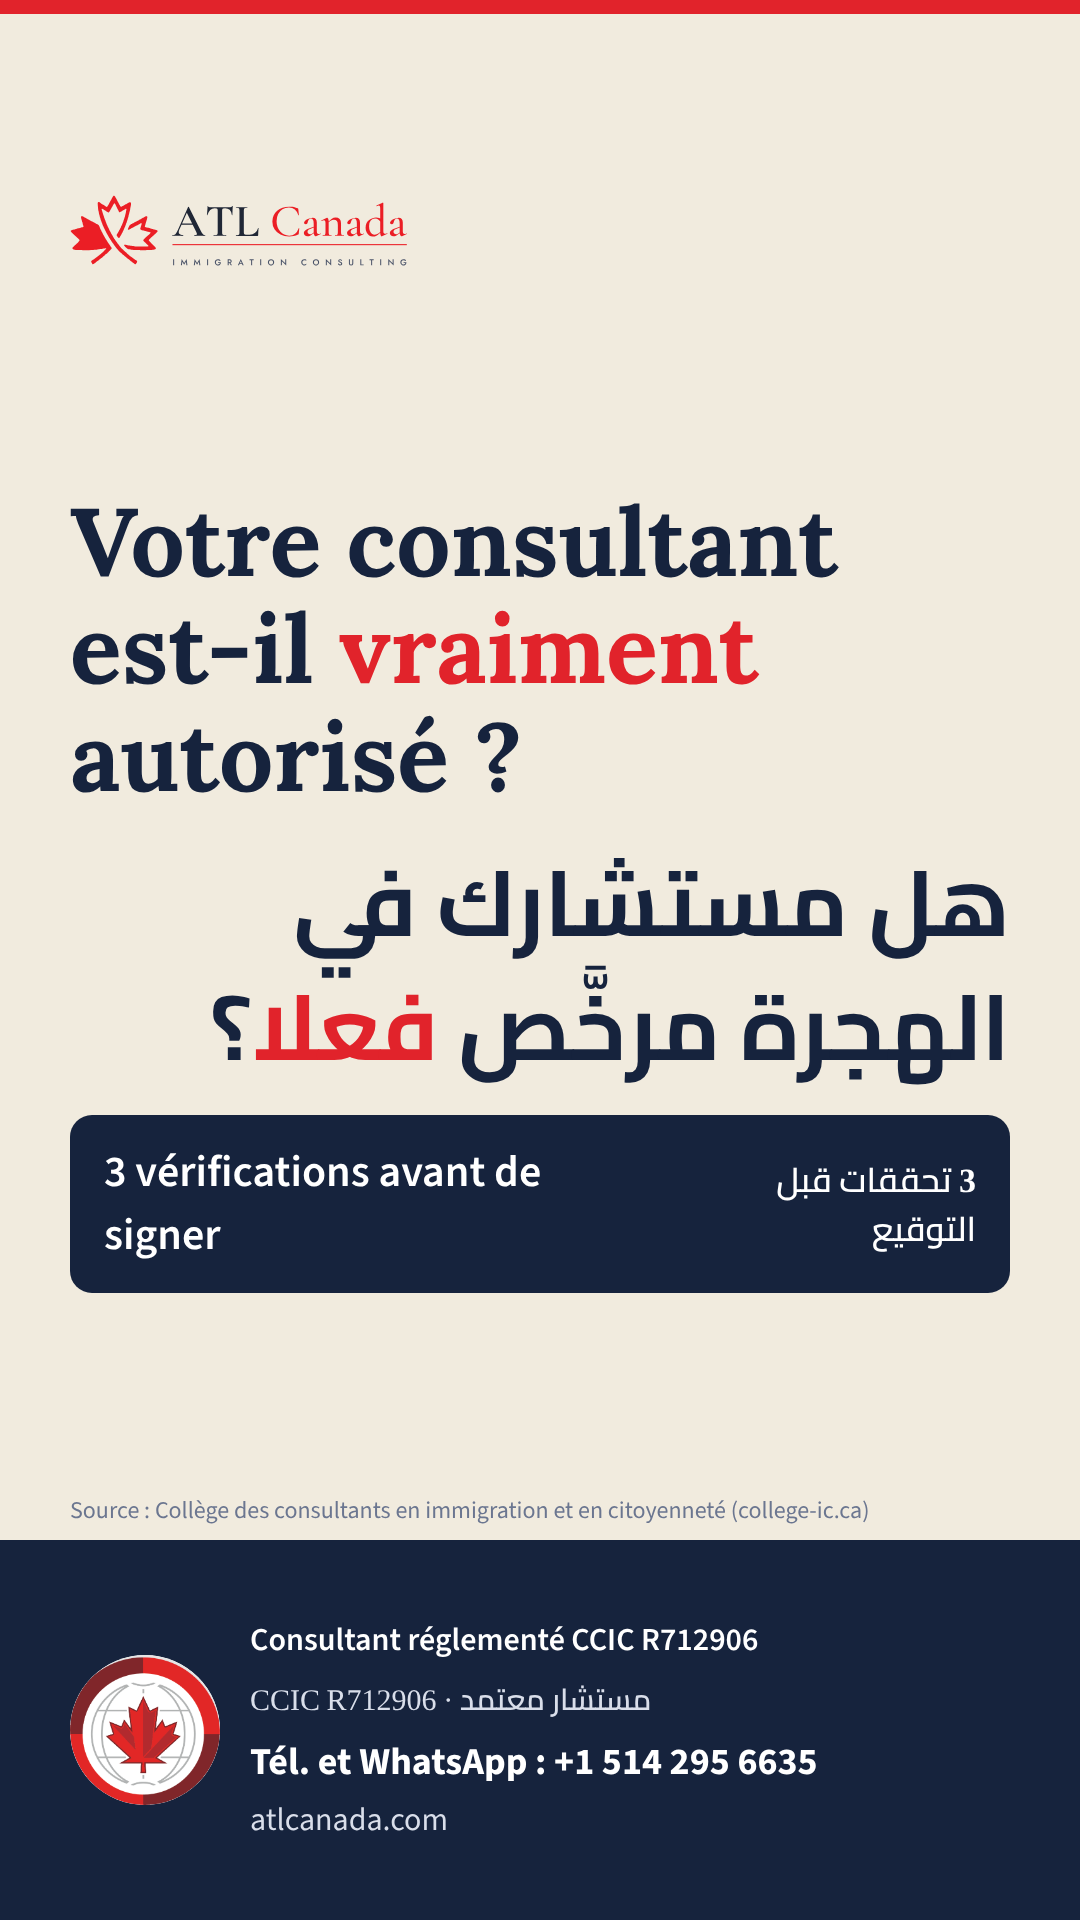 ATL Canada
IMMIGRATION CONSULTING
Votre consultant
est-il vraiment
autorisé ?
هل مستشارك في
الهجرة مرخَّص فعلا؟
3 vérifications avant de
signer
3 تحققات قبل
التوقيع
Source : Collège des consultants en immigration et en citoyenneté (college-ic.ca)
Consultant réglementé CCIC R712906
CCIC R712906 · مستشار معتمد
Tél. et WhatsApp : +1 514 295 6635
atlcanada.com